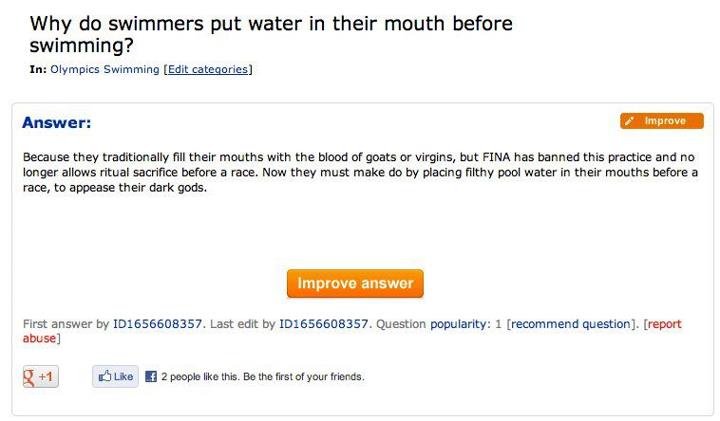 Why do swimmers put water in their mouth before
swimming?
In: Olympics Swimming [Edit categories]
Answer:
Improve
Because they traditionally fill their mouths with the blood of goats or virgins, but FINA has banned this practice and no
longer allows ritual sacrifice before a race. Now they must make do by placing filthy pool water in their mouths before a
race, to appease their dark gods.
Improve answer
First answer by ID1656608357. Last edit by ID1656608357. Question popularity: 1 [recommend question]. [report
abuse]
g +1
Like
f 2 people like this. Be the first of your friends.